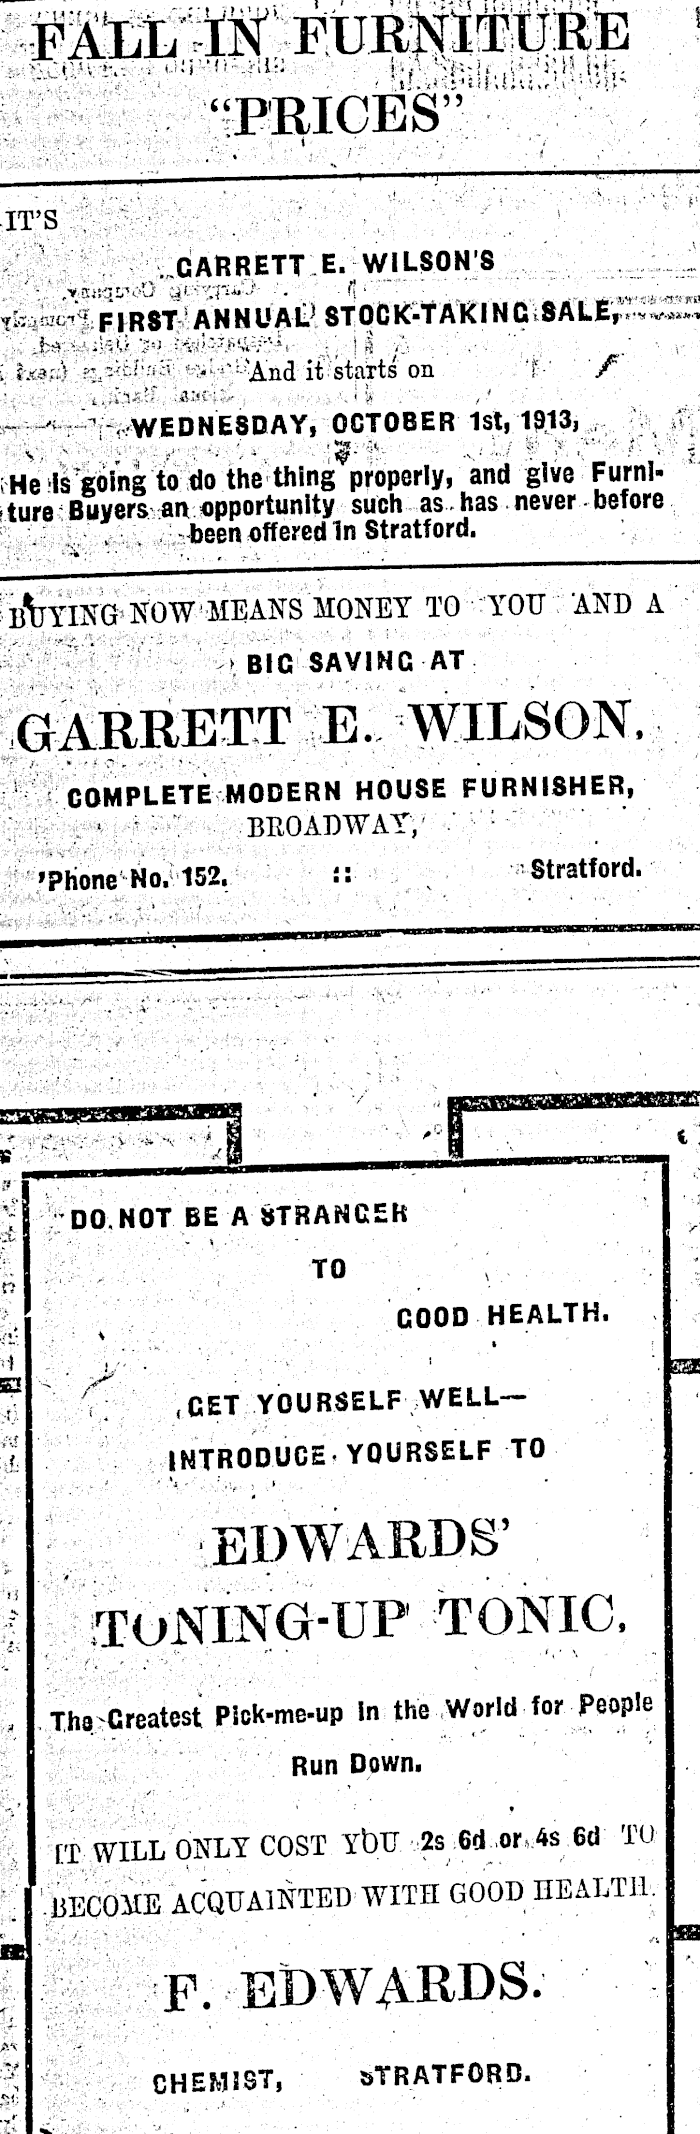 FALL IN FURNITURE
“PRICES”
IT'S
GARRETT E. WILSON'S
FIRST ANNUAL STOCK-TAKING SALE,
And it starts on
WEDNESDAY, OCTOBER 1st, 1913,
He is going to do the thing properly, and give Furni-
ture Buyers an opportunity such as has never before
been offered in Stratford.
BUYING NOW MEANS MONEY TO YOU AND A
BIG SAVING AT
GARRETT E. WILSON,
COMPLETE MODERN HOUSE FURNISHER,
BROADWAY,
'Phone No. 152. :: Stratford.
DO NOT BE A STRANGER
TO
GOOD HEALTH.
GET YOURSELF WELL—
INTRODUCE YOURSELF TO
EDWARDS'
TONING-UP TONIC.
The Greatest Pick-me-up in the World for People
Run Down.
IT WILL ONLY COST YOU 2s 6d or 4s 6d TO
BECOME ACQUAINTED WITH GOOD HEALTH.
F. EDWARDS.
CHEMIST, STRATFORD.